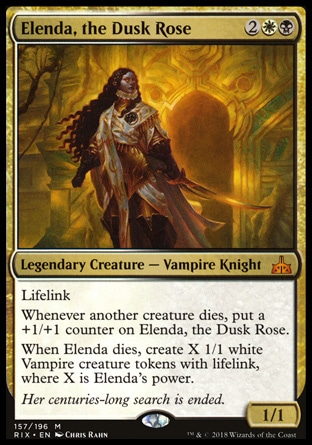 Elenda, the Dusk Rose 2
Legendary Creature — Vampire Knight
Lifelink
Whenever another creature dies, put a
+1/+1 counter on Elenda, the Dusk Rose.
When Elenda dies, create X 1/1 white
Vampire creature tokens with lifelink,
where X is Elenda's power.
Her centuries-long search is ended.
1/1
157/196 M
RIX • EN Chris Rahn
™ & © 2018 Wizards of the Coast